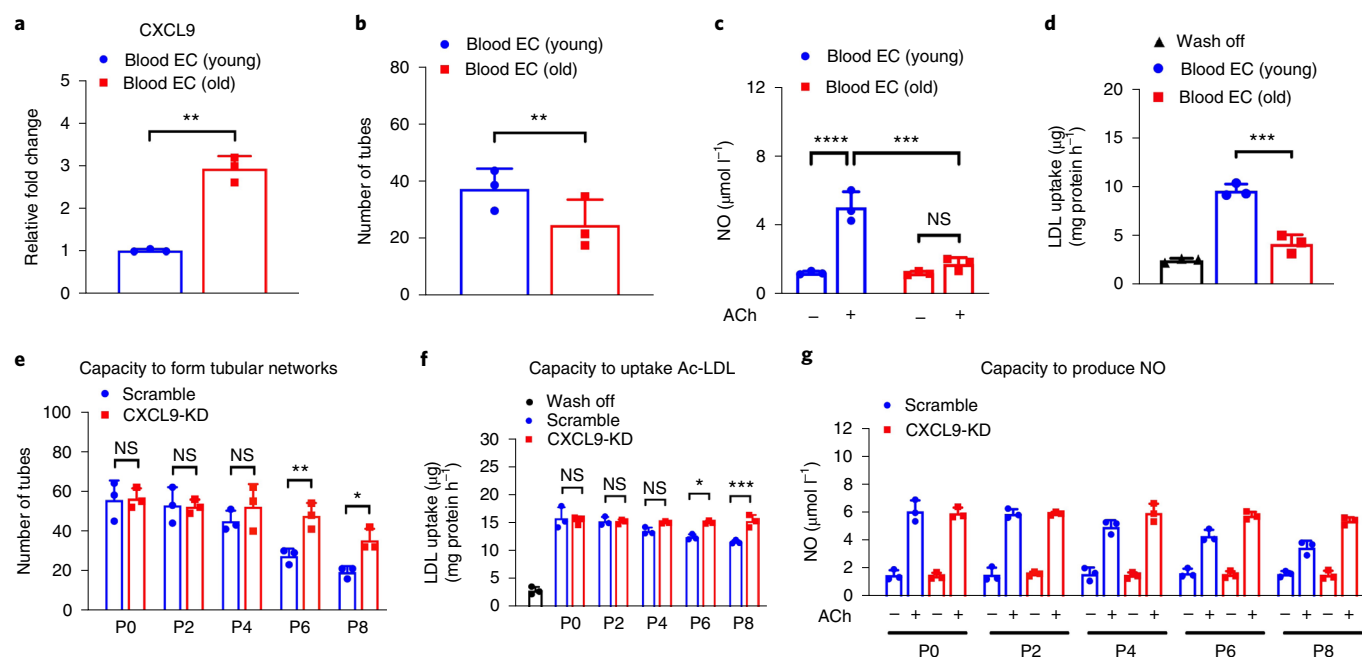 a
CXCL9
Blood EC (young)
Blood EC (old)
**
Relative fold change
5
4
3
2
1
0
b
Blood EC (young)
Blood EC (old)
**
Number of tubes
80
60
40
20
0
c
Blood EC (young)
Blood EC (old)
**** ***
NS
NO (μmol l⁻¹)
12
8
4
0
ACh – + – +
d
Wash off
Blood EC (young)
Blood EC (old)
***
LDL uptake (μg)
(mg protein h⁻¹)
20
15
10
5
0
e
Capacity to form tubular networks
Scramble
CXCL9-KD
NS NS NS ** *
Number of tubes
100
80
60
40
20
0
P0 P2 P4 P6 P8
f
Capacity to uptake Ac-LDL
Wash off
Scramble
CXCL9-KD
NS NS NS * ***
LDL uptake (μg)
(mg protein h⁻¹)
30
25
20
15
10
5
0
P0 P2 P4 P6 P8
g
Capacity to produce NO
Scramble
CXCL9-KD
NO (μmol l⁻¹)
12
10
8
6
4
2
0
ACh – + – + – + – + – + – + – + – + – + – +
P0 P2 P4 P6 P8